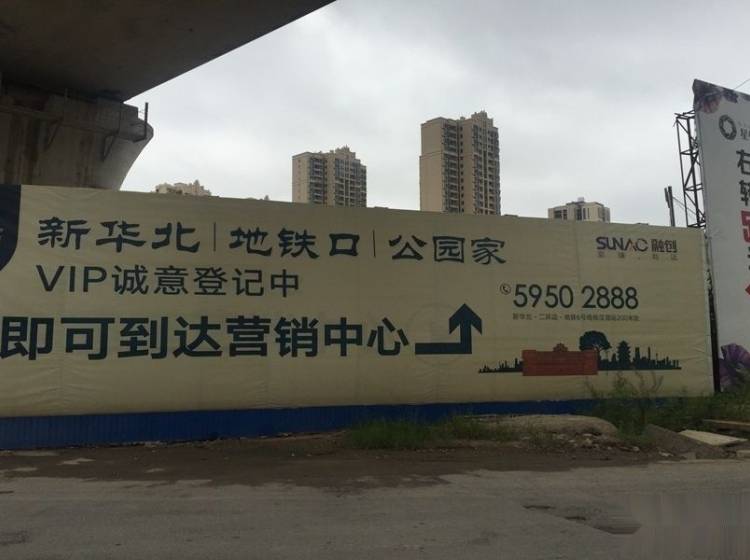 新华北|地铁口|公园家
VIP诚意登记中
即可到达营销中心
SUNAC 融创
5950 2888